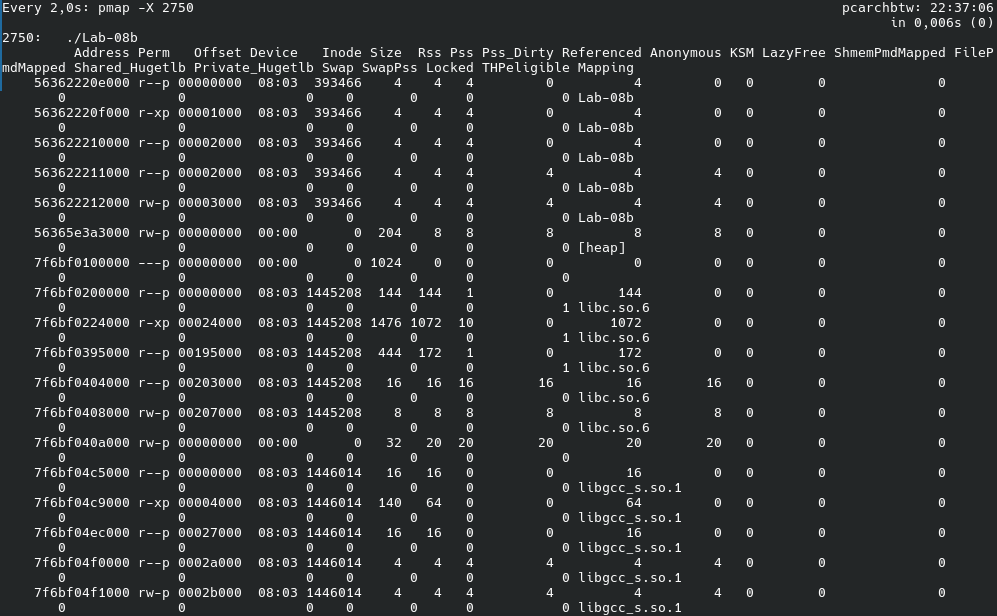 Every 2,0s: pmap -X 2750 pcarchbtw: 22:37:06
in 0,006s (0)
2750: ./Lab-08b
Address Perm Offset Device Inode Size Rss Pss Pss_Dirty Referenced Anonymous KSM LazyFree ShmemPmdMapped FileP
mdMapped Shared_Hugetlb Private_Hugetlb Swap SwapPss Locked THPeligible Mapping
56362220e000 r--p 00000000 08:03 393466 4 4 4 0 4 0 0 0 0
0 0 0 0 0 0 0 Lab-08b
56362220f000 r-xp 00001000 08:03 393466 4 4 4 0 4 0 0 0 0
0 0 0 0 0 0 0 Lab-08b
563622210000 r--p 00002000 08:03 393466 4 4 4 0 4 0 0 0 0
0 0 0 0 0 0 0 Lab-08b
563622211000 r--p 00002000 08:03 393466 4 4 4 4 4 4 0 0 0
0 0 0 0 0 0 0 Lab-08b
563622212000 rw-p 00003000 08:03 393466 4 4 4 4 4 4 0 0 0
0 0 0 0 0 0 0 Lab-08b
56365e3a3000 rw-p 00000000 00:00 0 204 8 8 8 8 8 0 0 0
0 0 0 0 0 0 0 [heap]
7f6bf0100000 ---p 00000000 00:00 0 1024 0 0 0 0 0 0 0 0
0 0 0 0 0 0 0
7f6bf0200000 r--p 00000000 08:03 1445208 144 144 1 0 144 0 0 0 0
0 0 0 0 0 0 1 libc.so.6
7f6bf0224000 r-xp 00024000 08:03 1445208 1476 1072 10 0 1072 0 0 0 0
0 0 0 0 0 0 1 libc.so.6
7f6bf0395000 r--p 00195000 08:03 1445208 444 172 1 0 172 0 0 0 0
0 0 0 0 0 0 1 libc.so.6
7f6bf0404000 r--p 00203000 08:03 1445208 16 16 16 16 16 16 0 0 0
0 0 0 0 0 0 0 libc.so.6
7f6bf0408000 rw-p 00207000 08:03 1445208 8 8 8 8 8 8 0 0 0
0 0 0 0 0 0 0 libc.so.6
7f6bf040a000 rw-p 00000000 00:00 0 32 20 20 20 20 20 0 0 0
0 0 0 0 0 0 0
7f6bf04c5000 r--p 00000000 08:03 1446014 16 16 0 0 16 0 0 0 0
0 0 0 0 0 0 0 libgcc_s.so.1
7f6bf04c9000 r-xp 00004000 08:03 1446014 140 64 0 0 64 0 0 0 0
0 0 0 0 0 0 0 libgcc_s.so.1
7f6bf04ec000 r--p 00027000 08:03 1446014 16 16 0 0 16 0 0 0 0
0 0 0 0 0 0 0 libgcc_s.so.1
7f6bf04f0000 r--p 0002a000 08:03 1446014 4 4 4 4 4 4 0 0 0
0 0 0 0 0 0 0 libgcc_s.so.1
7f6bf04f1000 rw-p 0002b000 08:03 1446014 4 4 4 4 4 4 0 0 0
0 0 0 0 0 0 0 libgcc_s.so.1